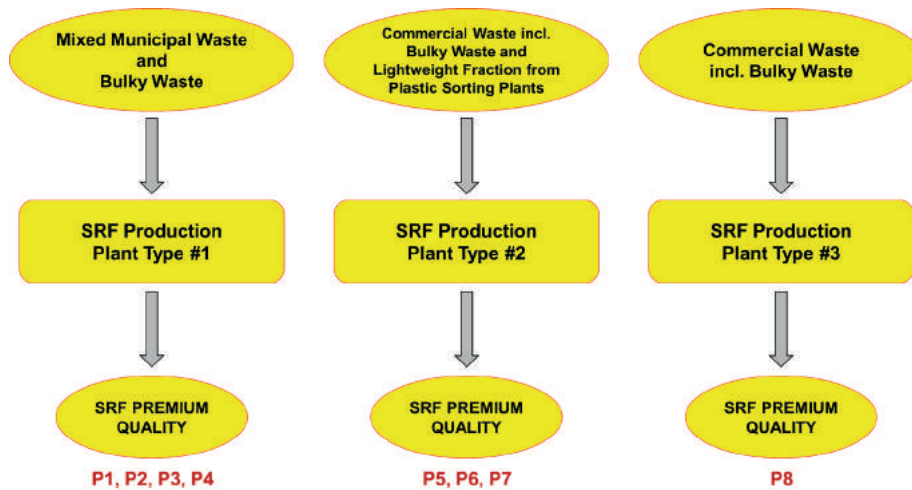 Mixed Municipal Waste
and
Bulky Waste
Commercial Waste incl.
Bulky Waste and
Lightweight Fraction from
Plastic Sorting Plants
Commercial Waste
incl. Bulky Waste
SRF Production
Plant Type #1
SRF Production
Plant Type #2
SRF Production
Plant Type #3
SRF PREMIUM
QUALITY
SRF PREMIUM
QUALITY
SRF PREMIUM
QUALITY
P1, P2, P3, P4
P5, P6, P7
P8